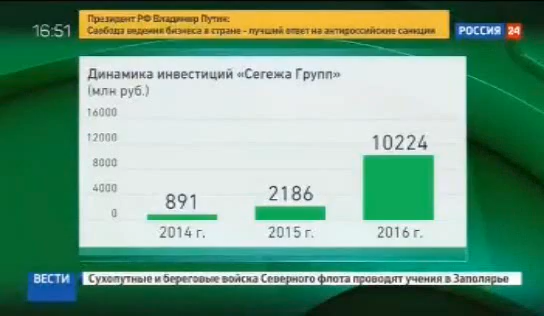 16:51
Президент РФ Владимир Путин:
Свобода ведения бизнеса в стране - лучший ответ на антироссийские санкции
РОССИЯ 24
Динамика инвестиций «Сегежа Групп»
(млн руб.)
16000
12000
8000
4000
0
891
2186
10224
2014 г.
2015 г.
2016 г.
ВЕСТИ
Сухопутные и береговые войска Северного флота проводят учения в Заполярье